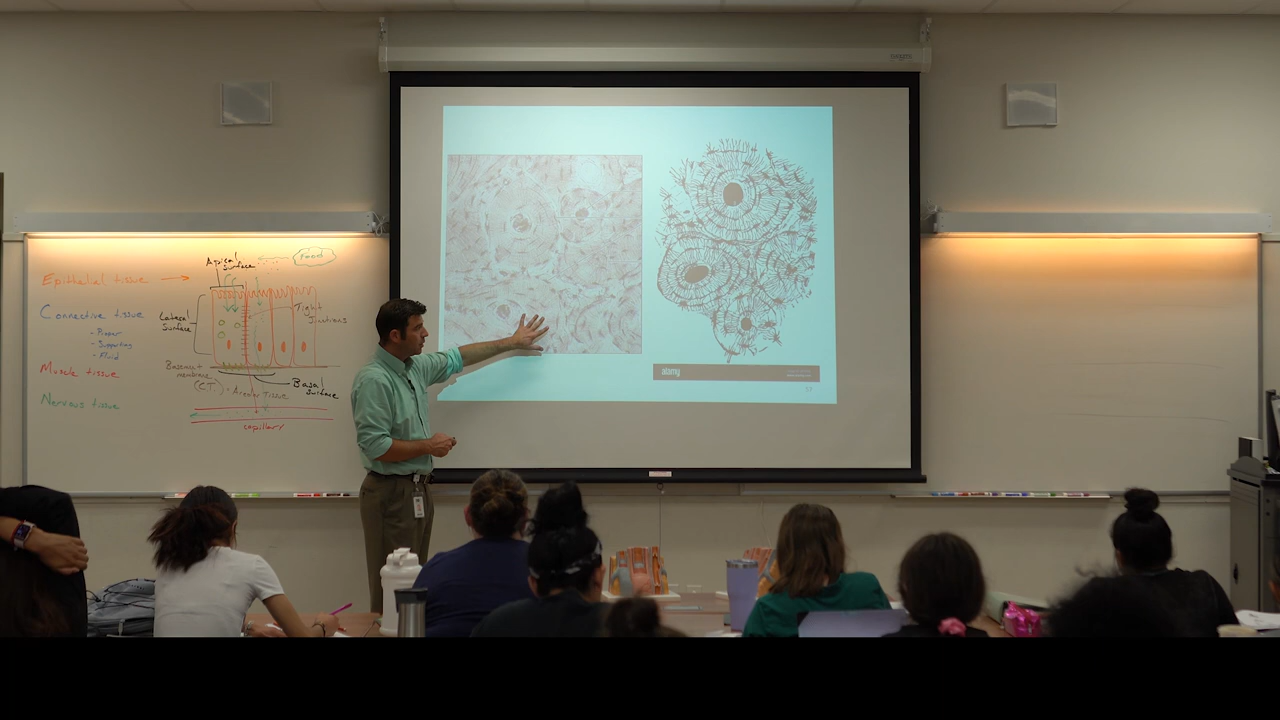 Epithelial tissue
Connective tissue
- Proper
- Supporting
- Fluid
Muscle tissue
Nervous tissue
Apical
Surface
Food
Lateral
Surface
Tight
Junctions
Basement
membrane
(C.T.) - Areolar Tissue
Basal
Surface
capillary
alamy